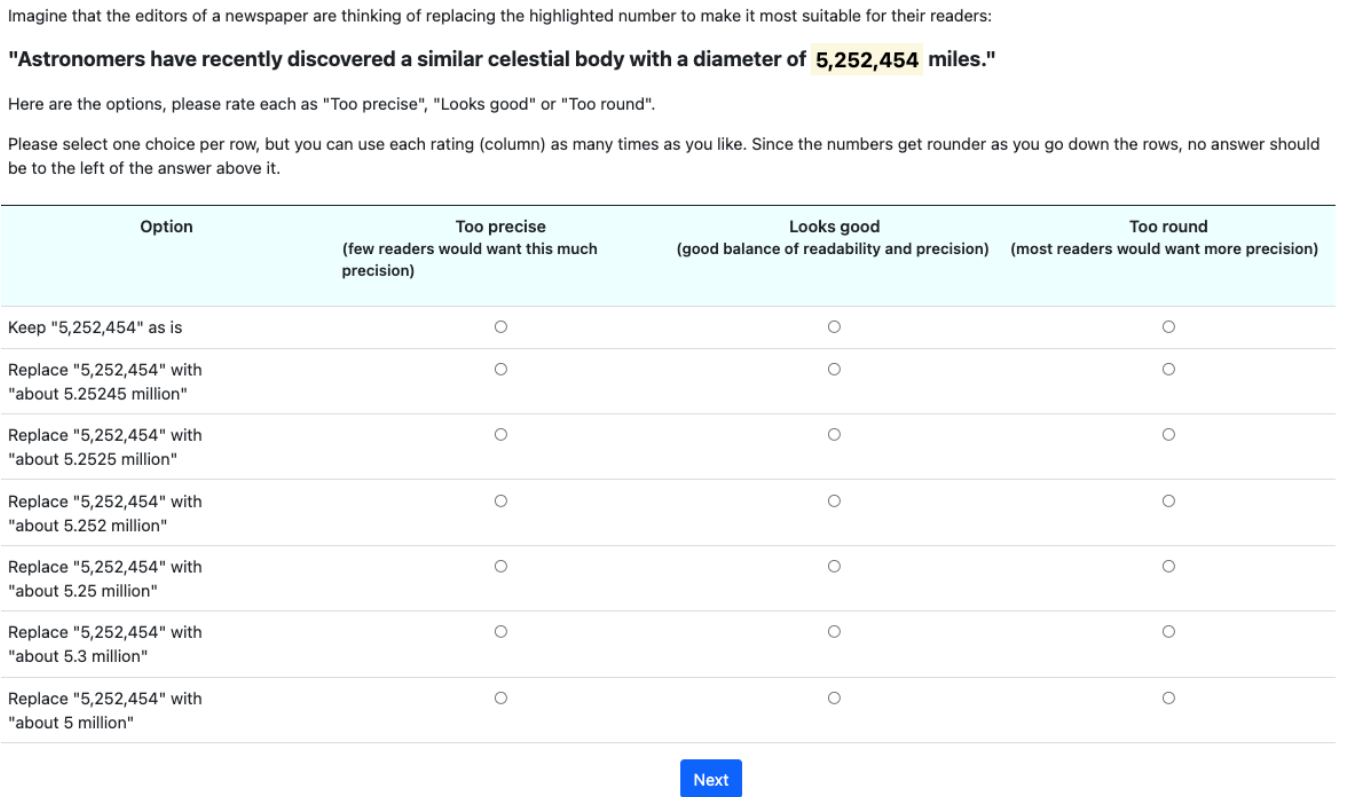 Imagine that the editors of a newspaper are thinking of replacing the highlighted number to make it most suitable for their readers:
"Astronomers have recently discovered a similar celestial body with a diameter of 5,252,454 miles."
Here are the options, please rate each as "Too precise", "Looks good" or "Too round".
Please select one choice per row, but you can use each rating (column) as many times as you like. Since the numbers get rounder as you go down the rows, no answer should
be to the left of the answer above it.
Option Too precise Looks good Too round
(few readers would want this much (good balance of readability and precision) (most readers would want more precision)
precision)
Keep "5,252,454" as is
Replace "5,252,454" with
"about 5.25245 million"
Replace "5,252,454" with
"about 5.2525 million"
Replace "5,252,454" with
"about 5.252 million"
Replace "5,252,454" with
"about 5.25 million"
Replace "5,252,454" with
"about 5.3 million"
Replace "5,252,454" with
"about 5 million"
Next